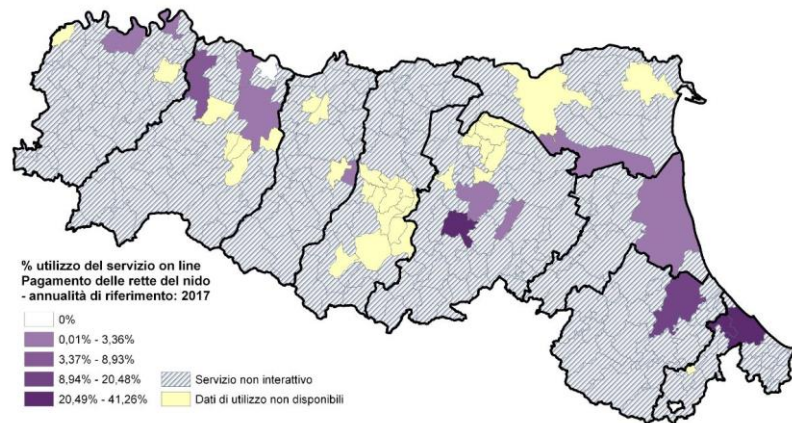 % utilizzo del servizio on line
Pagamento delle rette del nido
- annualità di riferimento: 2017
0%
0,01% - 3,36%
3,37% - 8,93%
8,94% - 20,48%
20,49% - 41,26%
Servizio non interattivo
Dati di utilizzo non disponibili